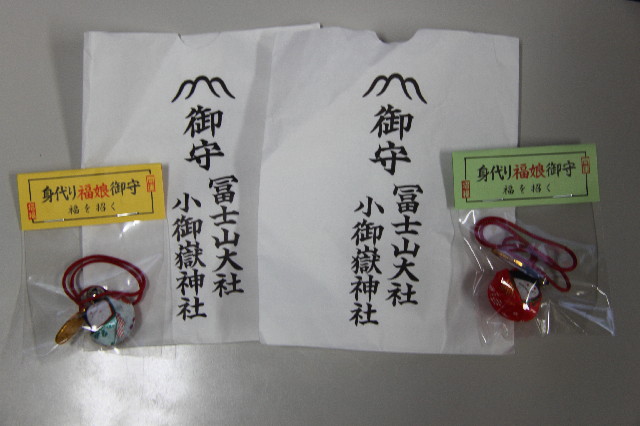 御守
冨士山大社
小御嶽神社
御守
冨士山大社
小御嶽神社
身代り福娘御守
福を招く
身代り福娘御守
福を招く